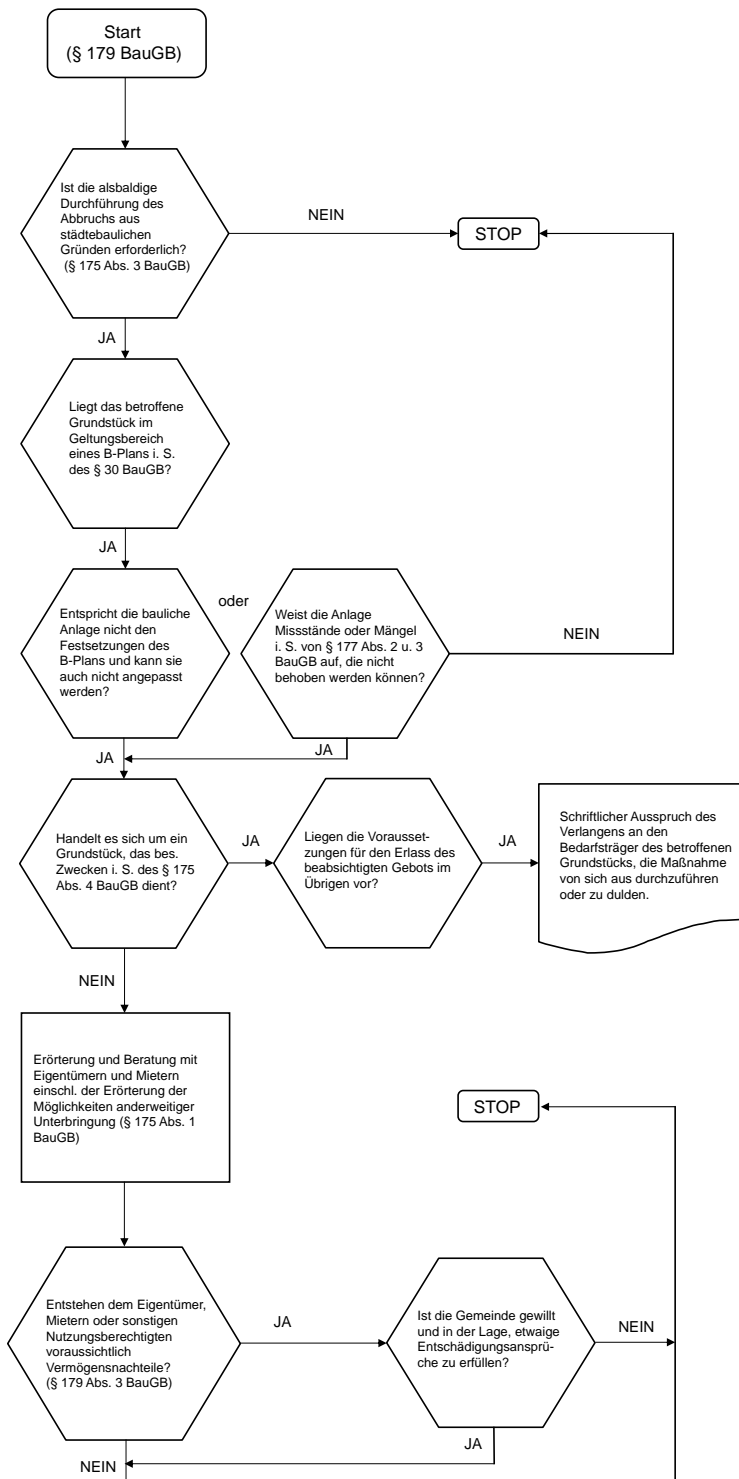 Start
(§ 179 BauGB)
Ist die alsbaldige
Durchführung des
Abbruchs aus
städtebaulichen
Gründen erforderlich?
(§ 175 Abs. 3 BauGB)
NEIN
STOP
JA
Liegt das betroffene
Grundstück im
Geltungsbereich
eines B-Plans i. S.
des § 30 BauGB?
JA
Entspricht die bauliche
Anlage nicht den
Festsetzungen des
B-Plans und kann sie
auch nicht angepasst
werden?
oder
Weist die Anlage
Missstände oder Mängel
i. S. von § 177 Abs. 2 u. 3
BauGB auf, die nicht
behoben werden können?
NEIN
JA
JA
Handelt es sich um ein
Grundstück, das bes.
Zwecken i. S. des § 175
Abs. 4 BauGB dient?
JA
Liegen die Vorausset-
zungen für den Erlass des
beabsichtigten Gebots im
Übrigen vor?
JA
Schriftlicher Ausspruch des
Verlangens an den
Bedarfsträger des betroffenen
Grundstücks, die Maßnahme
von sich aus durchzuführen
oder zu dulden.
NEIN
Erörterung und Beratung mit
Eigentümern und Mietern
einschl. der Erörterung der
Möglichkeiten anderweitiger
Unterbringung (§ 175 Abs. 1
BauGB)
STOP
Entstehen dem Eigentümer,
Mietern oder sonstigen
Nutzungsberechtigten
voraussichtlich
Vermögensnachteile?
(§ 179 Abs. 3 BauGB)
JA
Ist die Gemeinde gewillt
und in der Lage, etwaige
Entschädigungsansprü-
che zu erfüllen?
NEIN
JA
NEIN